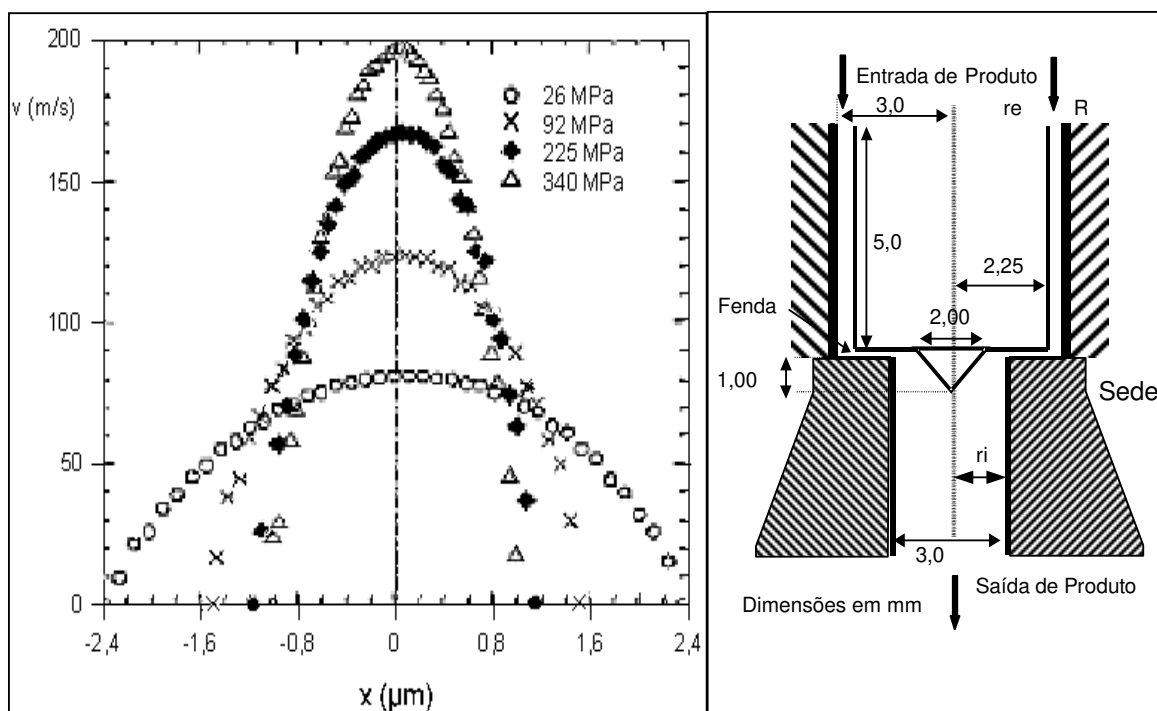 200
v (m/s)
150
100
50
0
-2,4
-1,6
-0,8
0
0,8
1,6
2,4
x (µm)
26 MPa
92 MPa
225 MPa
340 MPa
Entrada de Produto
3,0
re
R
5,0
2,25
Fenda
2,00
1,00
Sede
ri
3,0
Saída de Produto
Dimensões em mm